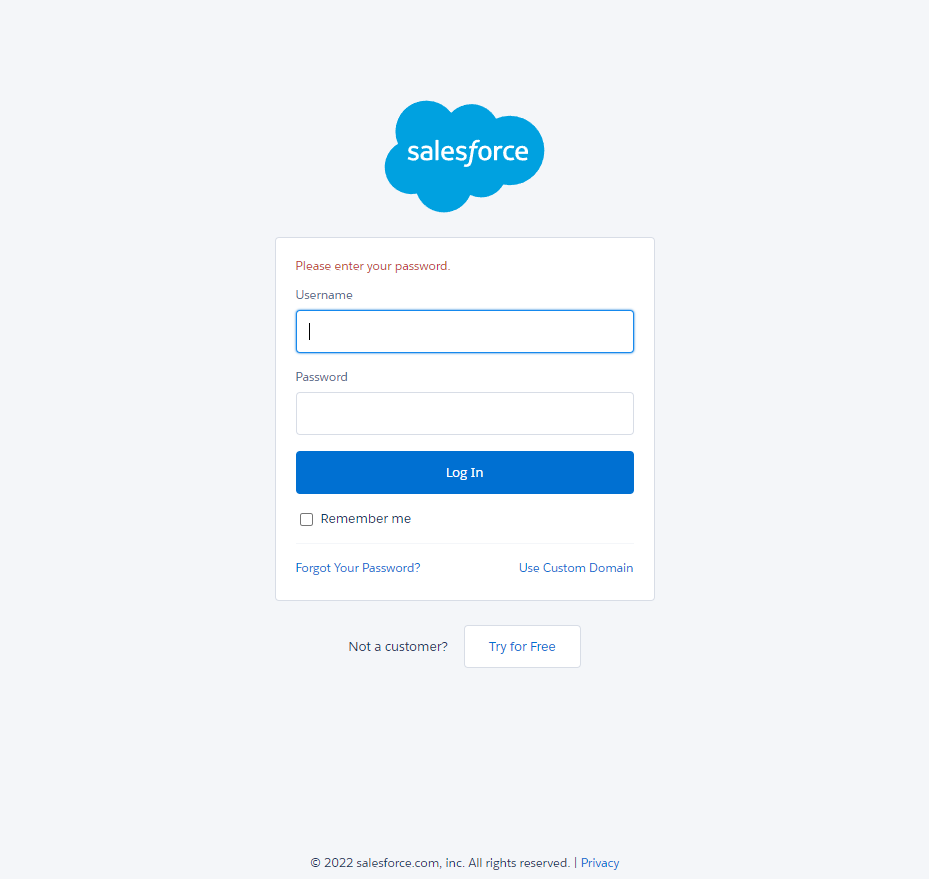 salesforce
Please enter your password.
Username
Password
Log In
Remember me
Forgot Your Password? Use Custom Domain
Not a customer? Try for Free
© 2022 salesforce.com, inc. All rights reserved. | Privacy